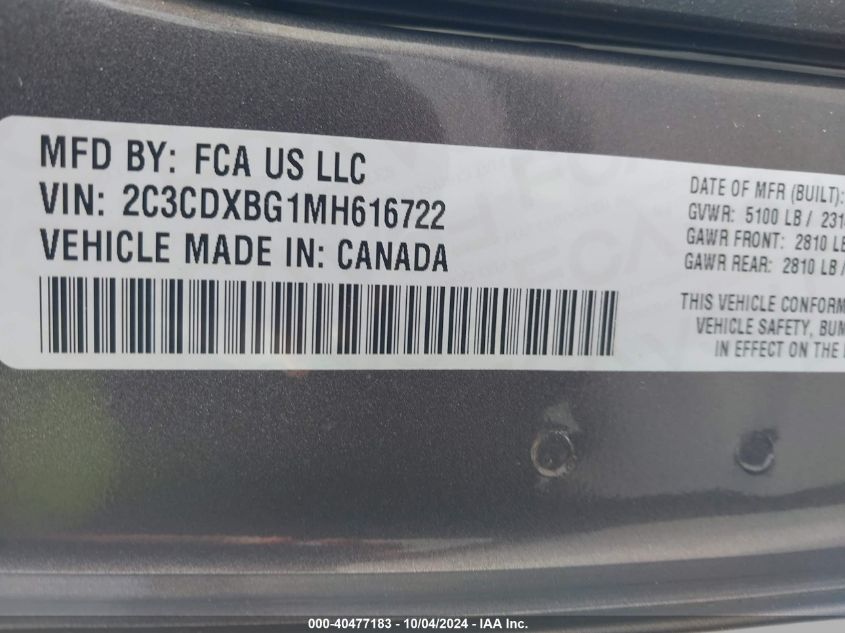 MFD BY: FCA US LLC
VIN: 2C3CDXBG1MH616722
VEHICLE MADE IN: CANADA
DATE OF MFR (BUILT):
GVWR: 5100 LB / 231
GAWR FRONT: 2810 LB
GAWR REAR: 2810 LB /
THIS VEHICLE CONFORM
VEHICLE SAFETY, BUM
IN EFFECT ON THE
000-40477183 - 10/04/2024 - IAA Inc.